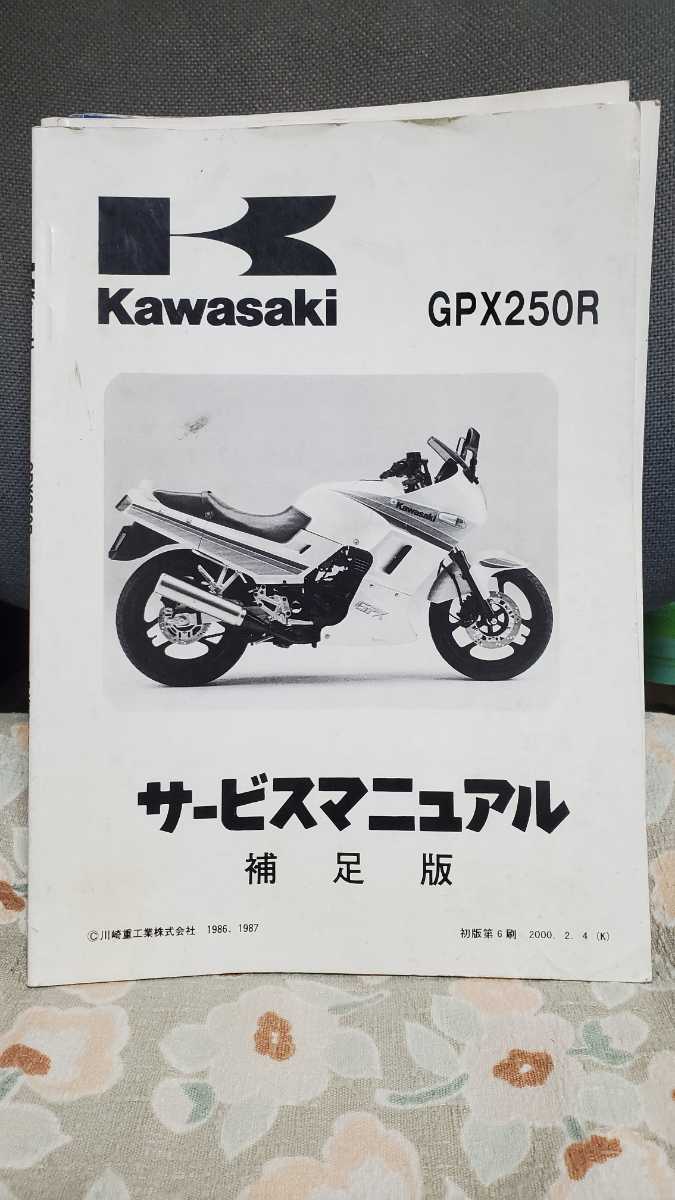 Kawasaki
GPX250R
Kawasaki
GPX
サービスマニュアル
補足版
©川崎重工業株式会社 1986, 1987
初版第6刷 2000. 2. 4 (K)